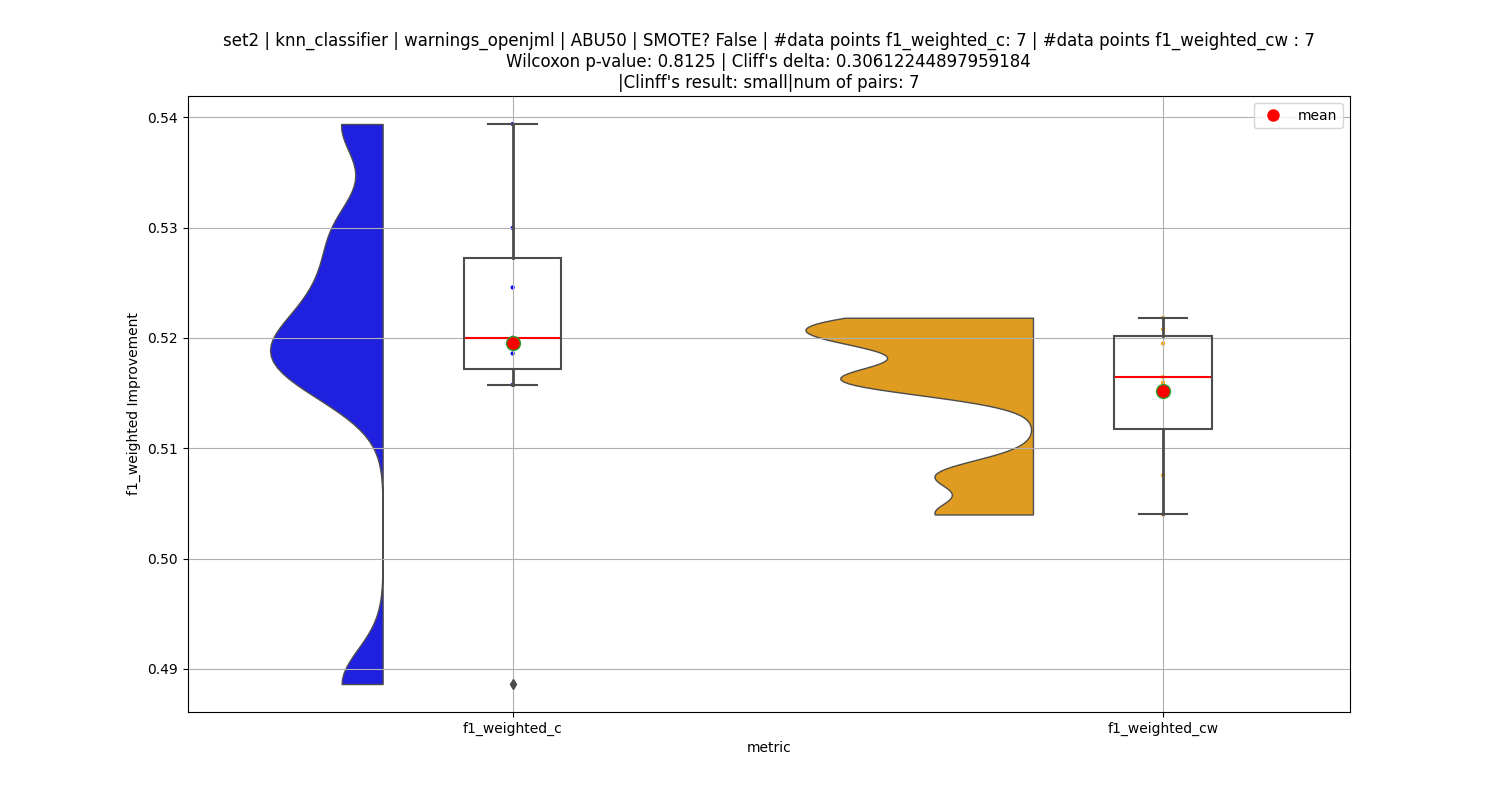 set2 | knn_classifier | warnings_openjml | ABU50 | SMOTE? False | #data points f1_weighted_c: 7 | #data points f1_weighted_cw : 7
Wilcoxon p-value: 0.8125 | Cliff's delta: 0.30612244897959184
|Clinff's result: small|num of pairs: 7
mean
0.54
0.53
0.52
0.51
0.50
0.49
f1_weighted Improvement
f1_weighted_c
f1_weighted_cw
metric